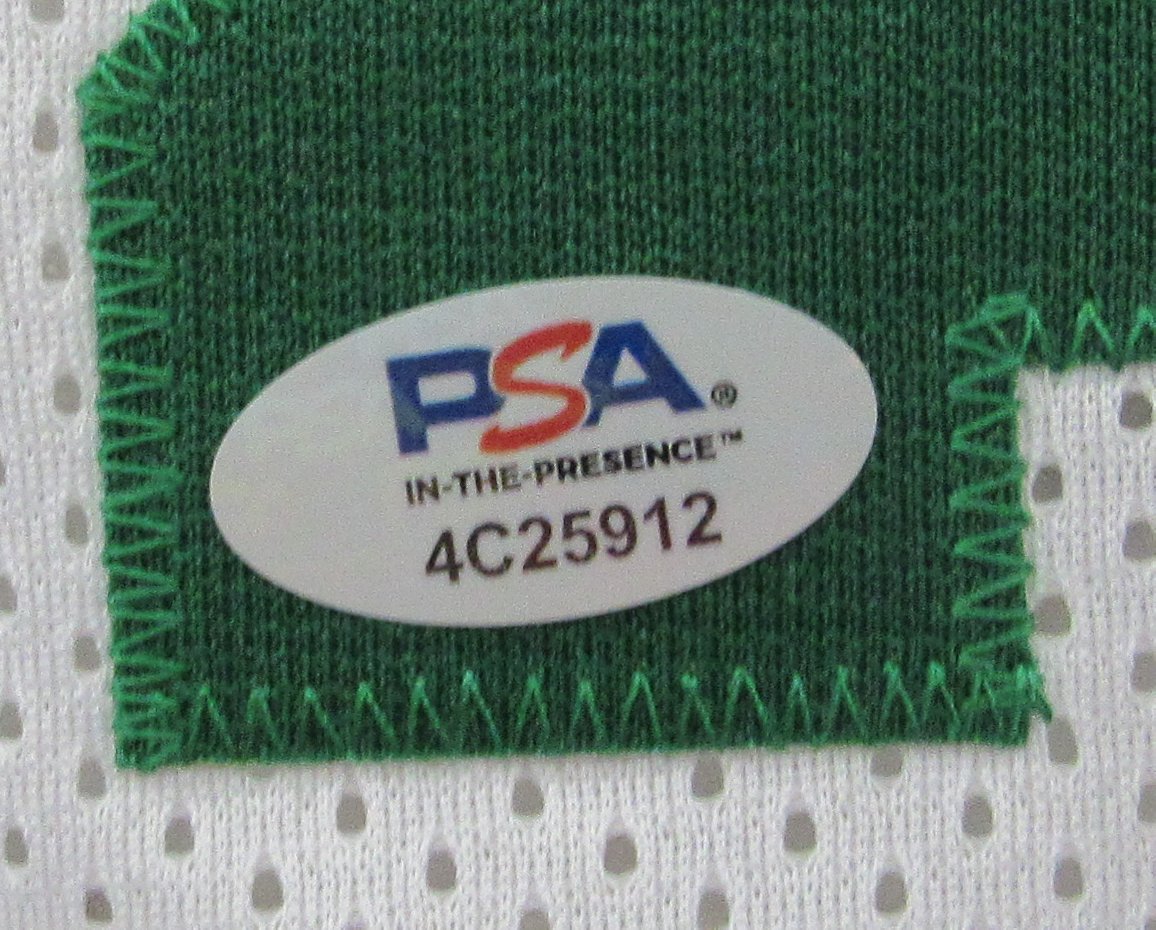 PSA®
IN-THE-PRESENCE™
4C25912